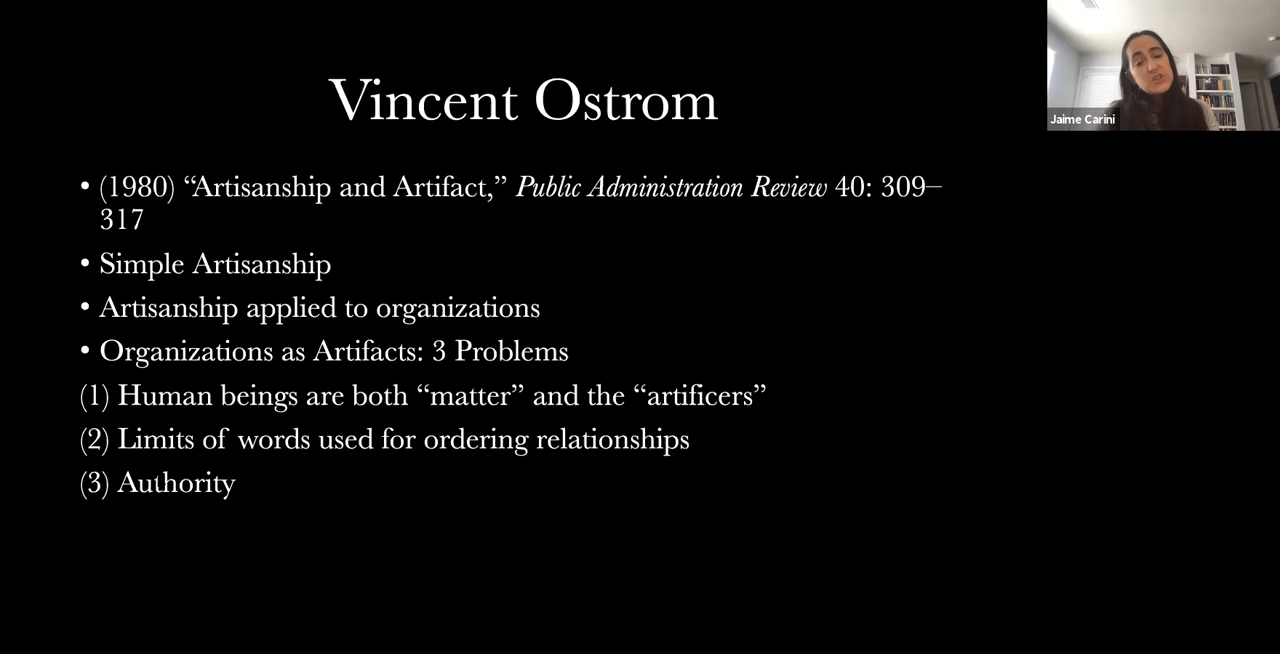 Vincent Ostrom
• (1980) “Artisanship and Artifact,” Public Administration Review 40: 309–
317
• Simple Artisanship
• Artisanship applied to organizations
• Organizations as Artifacts: 3 Problems
(1) Human beings are both “matter” and the “artificers”
(2) Limits of words used for ordering relationships
(3) Authority
Jaime Carini